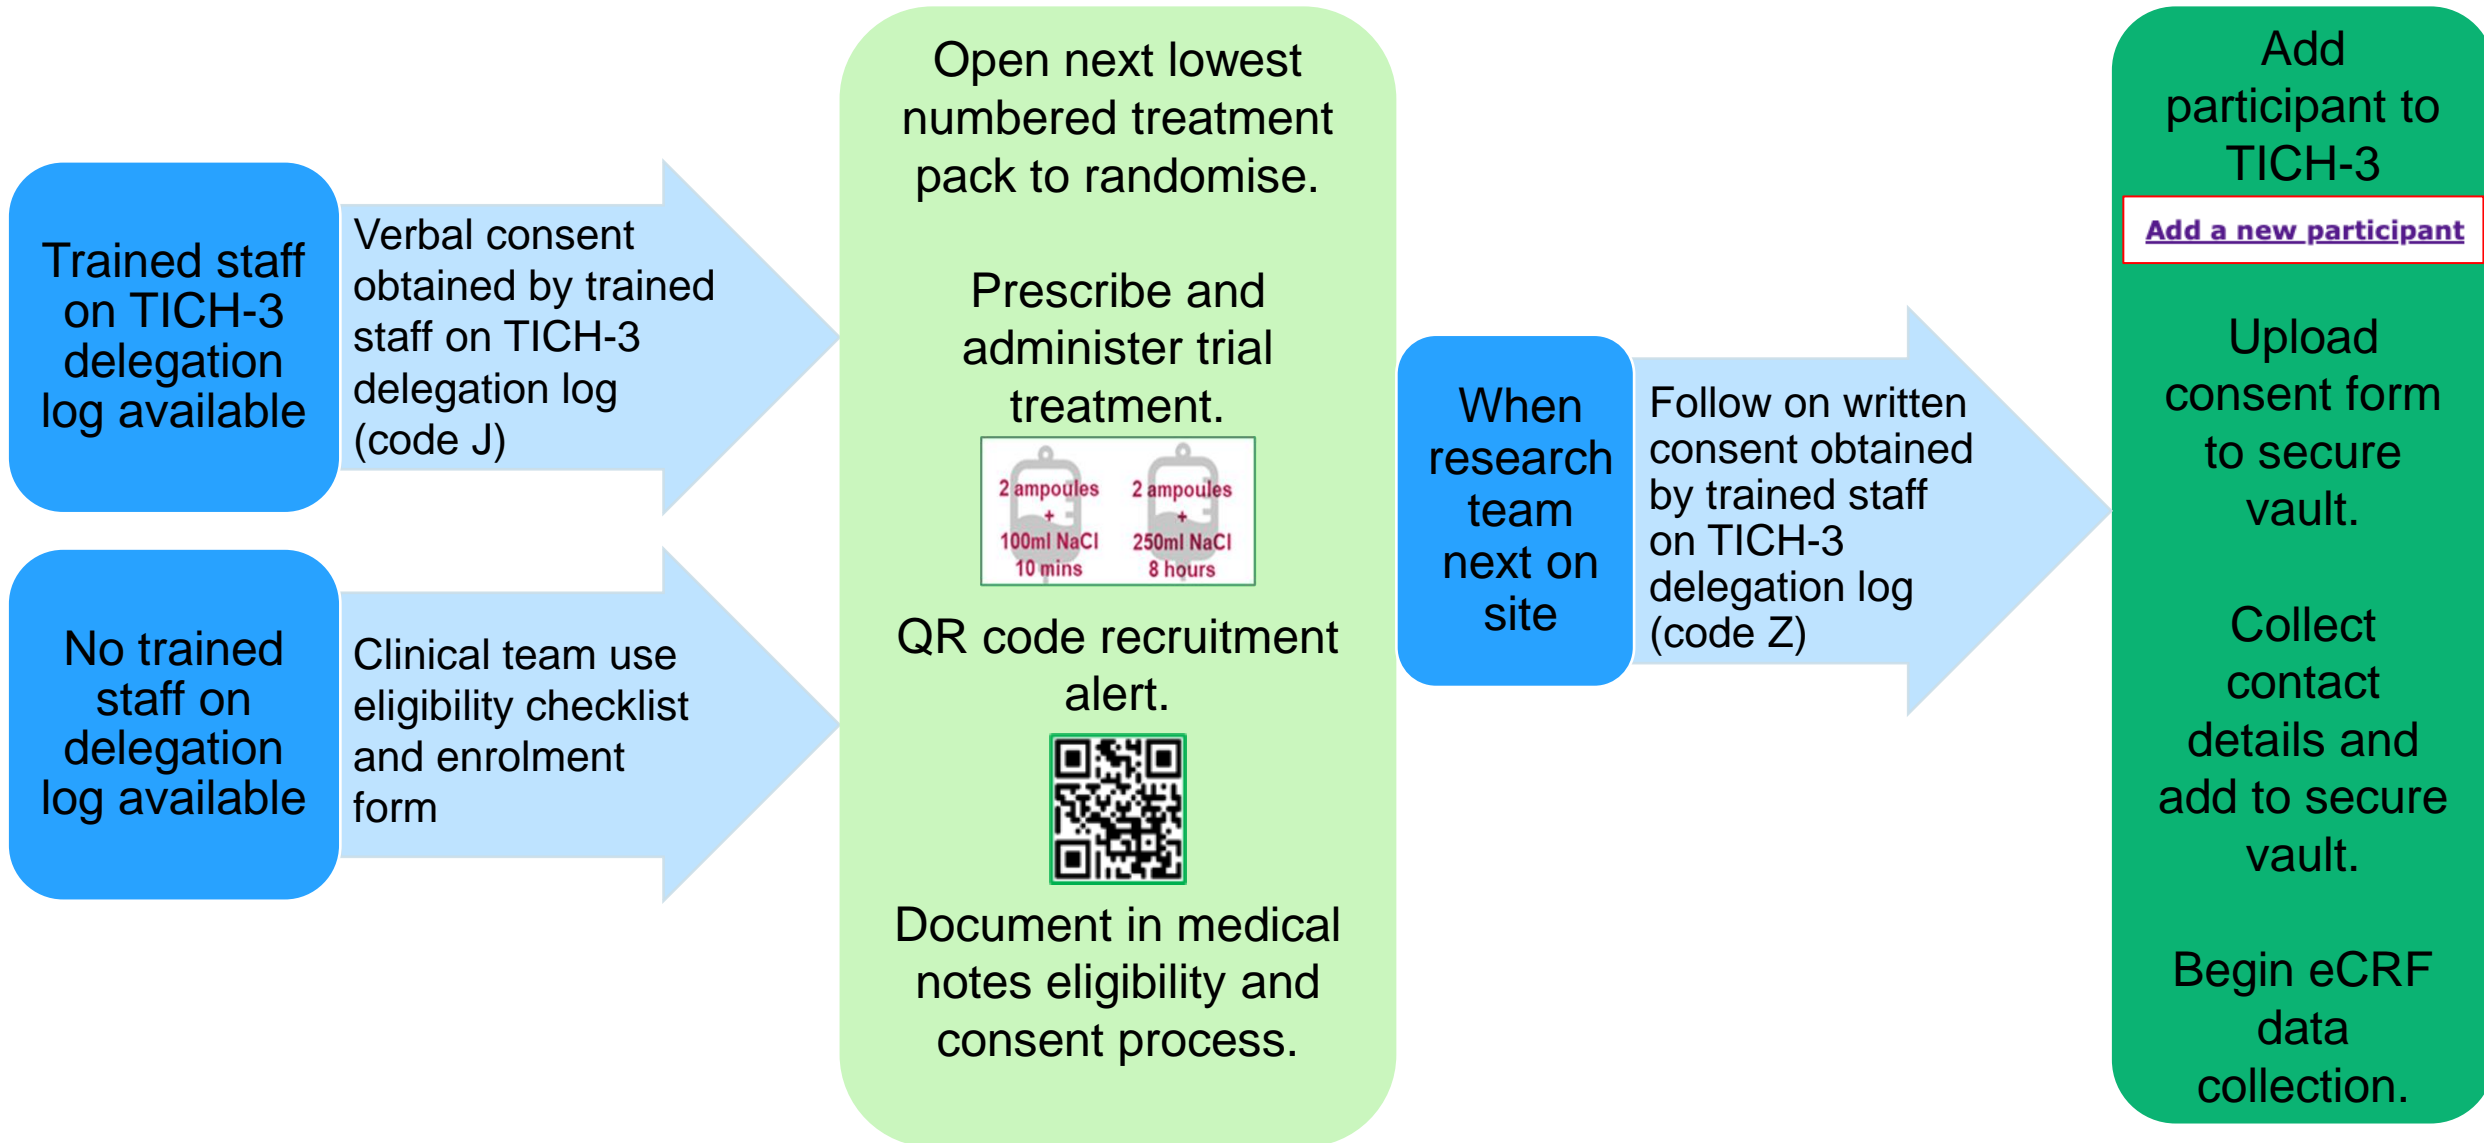 Trained staff
on TICH-3
delegation
log available
Verbal consent
obtained by trained
staff on TICH-3
delegation log
(code J)
No trained
staff on
delegation
log available
Clinical team use
eligibility checklist
and enrolment
form
Open next lowest
numbered treatment
pack to randomise.
Prescribe and
administer trial
treatment.
2 ampoules
+
100ml NaCl
10 mins
2 ampoules
+
250ml NaCl
8 hours
QR code recruitment
alert.
Document in medical
notes eligibility and
consent process.
When
research
team
next on
site
Follow on written
consent obtained
by trained staff
on TICH-3
delegation log
(code Z)
Add
participant to
TICH-3
Add a new participant
Upload
consent form
to secure
vault.
Collect
contact
details and
add to secure
vault.
Begin eCRF
data
collection.